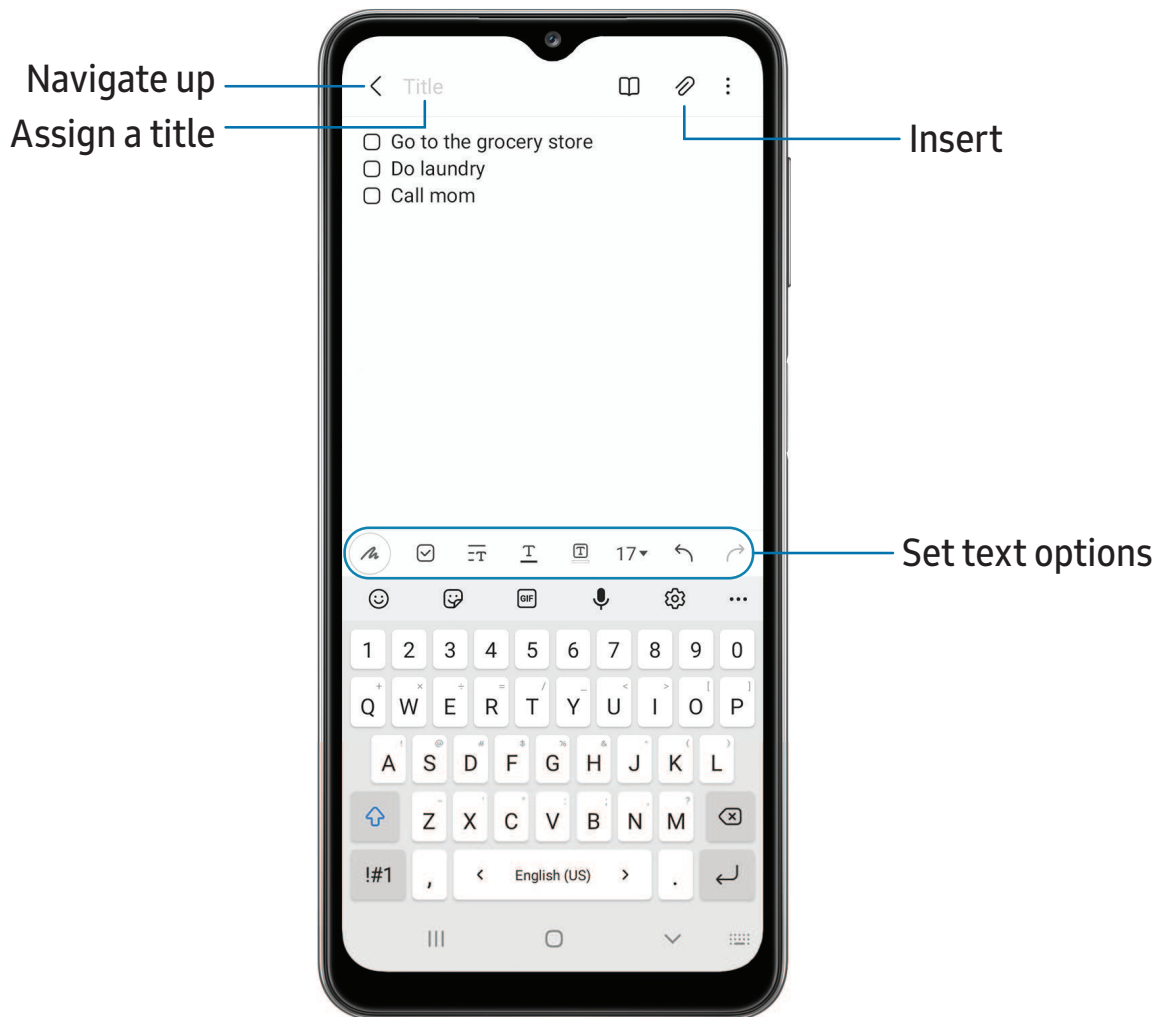 Navigate up
Title
Assign a title
Insert
Go to the grocery store
Do laundry
Call mom
T T T 17
Set text options
GIF
1 2 3 4 5 6 7 8 9 0
+ × ÷ = / _ < > [ ]
Q W E R T Y U I O P
! @ # $ % & * ( )
A S D F G H J K L
- ' " : ; , ?
Z X C V B N M
!#1 , < English (US) > .